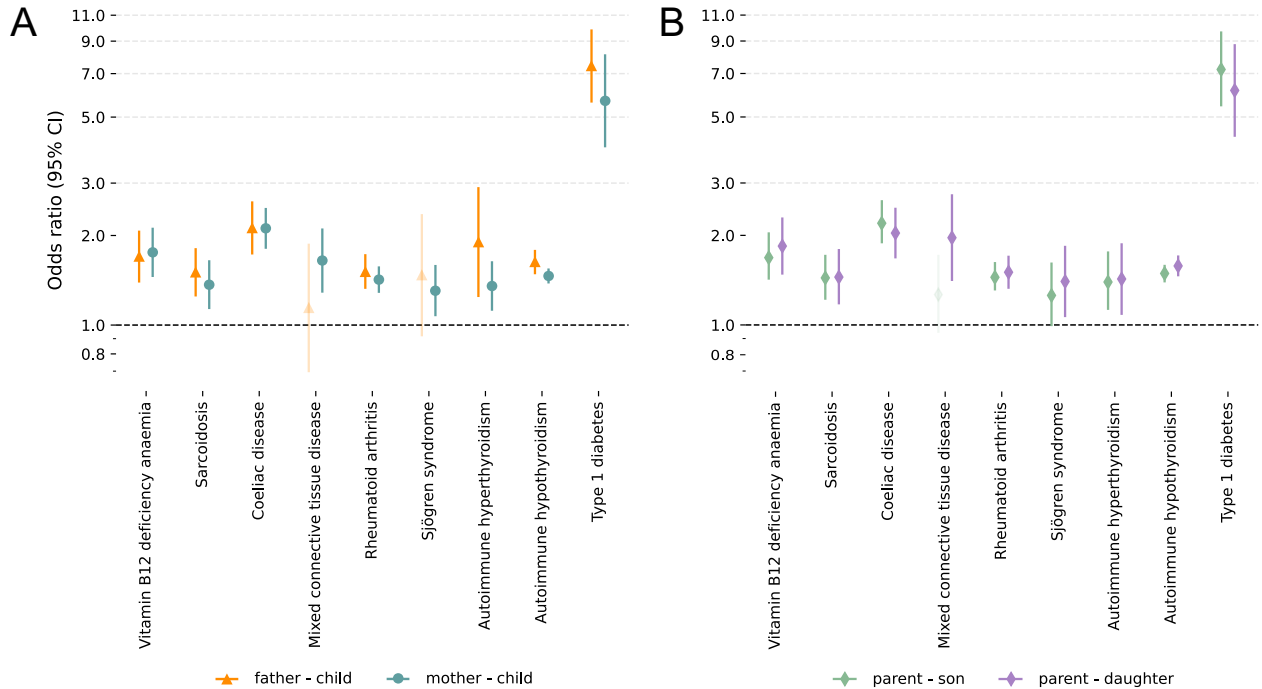 A
Odds ratio (95% CI)
11.0
9.0
7.0
5.0
3.0
2.0
1.0
0.8
Vitamin B12 deficiency anaemia
Sarcoidosis
Coeliac disease
Mixed connective tissue disease
Rheumatoid arthritis
Sjögren syndrome
Autoimmune hyperthyroidism
Autoimmune hypothyroidism
Type 1 diabetes
father - child
mother - child
B
11.0
9.0
7.0
5.0
3.0
2.0
1.0
0.8
Vitamin B12 deficiency anaemia
Sarcoidosis
Coeliac disease
Mixed connective tissue disease
Rheumatoid arthritis
Sjögren syndrome
Autoimmune hyperthyroidism
Autoimmune hypothyroidism
Type 1 diabetes
parent - son
parent - daughter